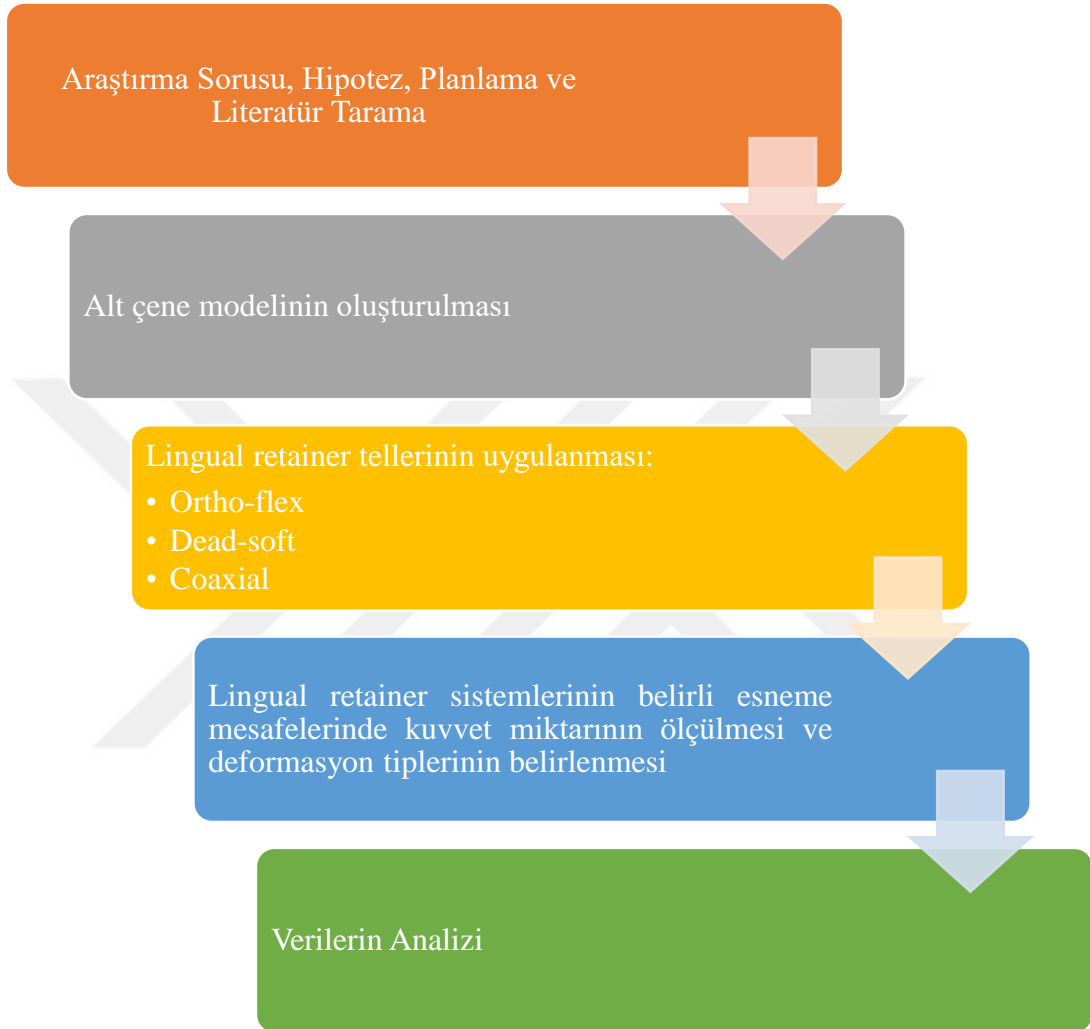 Araştırma Sorusu, Hipotez, Planlama ve
Literatür Tarama
Alt çene modelinin oluşturulması
Lingual retainer tellerinin uygulanması:
• Ortho-flex
• Dead-soft
• Coaxial
Lingual retainer sistemlerinin belirli esneme
mesafelerinde kuvvet miktarının ölçülmesi ve
deformasyon tiplerinin belirlenmesi
Verilerin Analizi